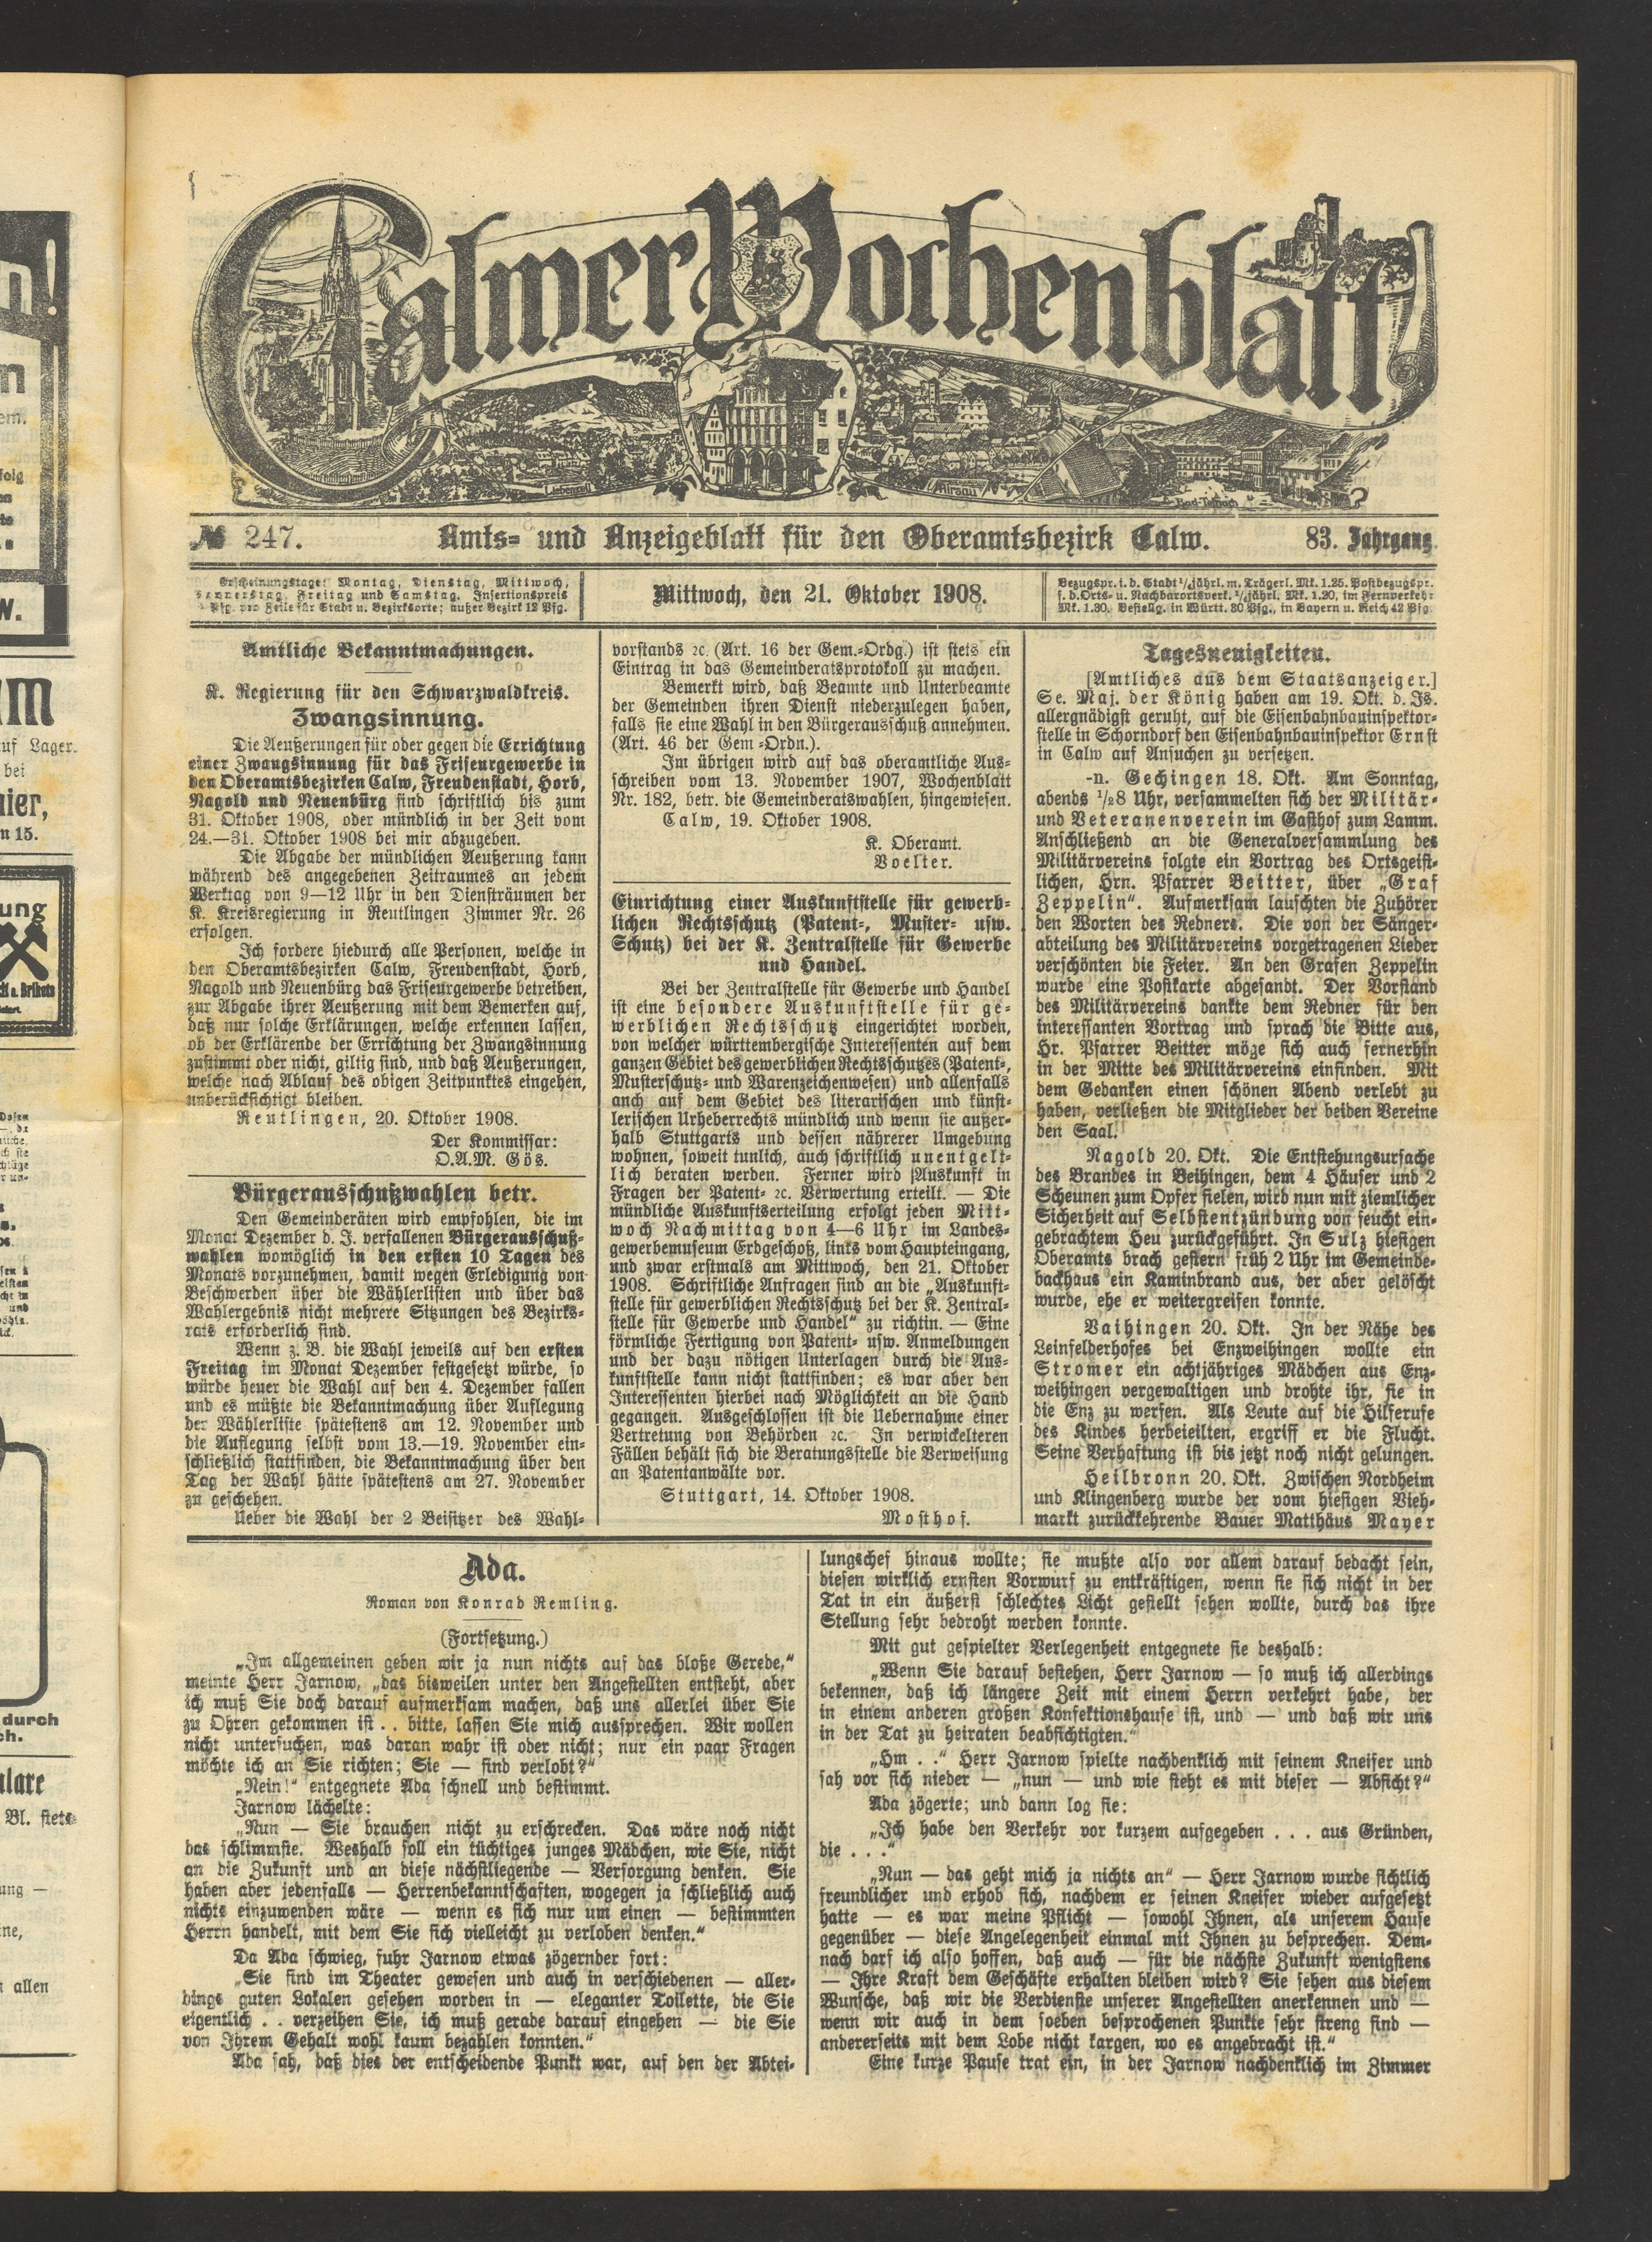 Calwer Wochenblatt
Liebenzell
Hirsau
Bad-Teinach
№ 247.
Amts- und Anzeigeblatt für den Oberamtsbezirk Calw.
83. Jahrgang.
Erscheinungstage: Montag, Dienstag, Mittwoch,
Donnerstag, Freitag und Samstag. Insertionspreis
Pfg. pro Zeile für Stadt u. Bezirksorte; außer Bezirk 12 Pfg.
Mittwoch, den 21. Oktober 1908.
Bezugspr. i. d. Stadt ¼jährl. m. Trägerl. Mk. 1.25. Postbezugspr.
f. d. Orts- u. Nachbarortsverk. ¼jährl. Mk. 1.20, im Fernverkehr
Mk. 1.30. Bestellg. in Württ. 30 Pfg., in Bayern u. Reich 42 Pfg.
Amtliche Bekanntmachungen.
K. Regierung für den Schwarzwaldkreis.
Zwangsinnung.
Die Aeußerungen für oder gegen die Errichtung
einer Zwangsinnung für das Friseurgewerbe in
den Oberamtsbezirken Calw, Freudenstadt, Horb,
Nagold und Neuenbürg sind schriftlich bis zum
31. Oktober 1908, oder mündlich in der Zeit vom
24.—31. Oktober 1908 bei mir abzugeben.
Die Abgabe der mündlichen Aeußerung kann
während des angegebenen Zeitraumes an jedem
Werktag von 9—12 Uhr in den Diensträumen der
K. Kreisregierung in Reutlingen Zimmer Nr. 26
erfolgen.
Ich fordere hiedurch alle Personen, welche in
den Oberamtsbezirken Calw, Freudenstadt, Horb,
Nagold und Neuenbürg das Friseurgewerbe betreiben,
zur Abgabe ihrer Aeußerung mit dem Bemerken auf,
daß nur solche Erklärungen, welche erkennen lassen,
ob der Erklärende der Errichtung der Zwangsinnung
zustimmt oder nicht, giltig sind, und daß Aeußerungen,
welche nach Ablauf des obigen Zeitpunktes eingehen,
unberücksichtigt bleiben.
Reutlingen, 20. Oktober 1908.
Der Kommissar:
O.A.M. Gös.
Bürgerausschußwahlen betr.
Den Gemeinderäten wird empfohlen, die im
Monat Dezember d. J. verfallenen Bürgerausschuß-
wahlen womöglich in den ersten 10 Tagen des
Monats vorzunehmen, damit wegen Erledigung von
Beschwerden über die Wählerlisten und über das
Wahlergebnis nicht mehrere Sitzungen des Bezirks-
rats erforderlich sind.
Wenn z. B. die Wahl jeweils auf den ersten
Freitag im Monat Dezember festgesetzt würde, so
würde heuer die Wahl auf den 4. Dezember fallen
und es müßte die Bekanntmachung über Auflegung
der Wählerliste spätestens am 12. November und
die Auflegung selbst vom 13.—19. November ein-
schließlich stattfinden, die Bekanntmachung über den
Tag der Wahl hätte spätestens am 27. November
zu geschehen.
Ueber die Wahl der 2 Beisitzer des Wahl-
vorstands ꝛc. (Art. 16 der Gem.-Ordg.) ist stets ein
Eintrag in das Gemeinderatsprotokoll zu machen.
Bemerkt wird, daß Beamte und Unterbeamte
der Gemeinden ihren Dienst niederzulegen haben,
falls sie eine Wahl in den Bürgerausschuß annehmen.
(Art. 46 der Gem.-Ordn.).
Im übrigen wird auf das oberamtliche Aus-
schreiben vom 13. November 1907, Wochenblatt
Nr. 182, betr. die Gemeinderatswahlen, hingewiesen.
Calw, 19. Oktober 1908.
K. Oberamt.
Voelter.
Einrichtung einer Auskunftstelle für gewerb-
lichen Rechtsschutz (Patent-, Muster- usw.
Schutz) bei der K. Zentralstelle für Gewerbe
und Handel.
Bei der Zentralstelle für Gewerbe und Handel
ist eine besondere Auskunftstelle für ge-
werblichen Rechtsschutz eingerichtet worden,
von welcher württembergische Interessenten auf dem
ganzen Gebiet des gewerblichen Rechtsschutzes (Patent-,
Musterschutz- und Warenzeichenwesen) und allenfalls
auch auf dem Gebiet des literarischen und künst-
lerischen Urheberrechts mündlich und wenn sie außer-
halb Stuttgarts und dessen nährerer Umgebung
wohnen, soweit tunlich, auch schriftlich unentgelt-
lich beraten werden. Ferner wird Auskunft in
Fragen der Patent- ꝛc. Verwertung erteilt. — Die
mündliche Auskunftserteilung erfolgt jeden Mitt-
woch Nachmittag von 4—6 Uhr im Landes-
gewerbemuseum Erdgeschoß, links vom Haupteingang,
und zwar erstmals am Mittwoch, den 21. Oktober
1908. Schriftliche Anfragen sind an die „Auskunft-
stelle für gewerblichen Rechtsschutz bei der K. Zentral-
stelle für Gewerbe und Handel“ zu richtin. — Eine
förmliche Fertigung von Patent- usw. Anmeldungen
und der dazu nötigen Unterlagen durch die Aus-
kunftstelle kann nicht stattfinden; es war aber den
Interessenten hierbei nach Möglichkeit an die Hand
gegangen. Ausgeschlossen ist die Uebernahme einer
Vertretung von Behörden ꝛc. In verwickelteren
Fällen behält sich die Beratungsstelle die Verweisung
an Patentanwälte vor.
Stuttgart, 14. Oktober 1908.
Mosthof.
Tagesneuigkeiten.
[Amtliches aus dem Staatsanzeiger.]
Se. Maj. der König haben am 19. Okt. d. Js.
allergnädigst geruht, auf die Eisenbahnbauinspektor-
stelle in Schorndorf den Eisenbahnbauinspektor Ernst
in Calw auf Ansuchen zu versetzen.
-n. Gechingen 18. Okt. Am Sonntag,
abends ½8 Uhr, versammelten sich der Militär-
und Veteranenverein im Gasthof zum Lamm.
Anschließend an die Generalversammlung des
Militärvereins folgte ein Vortrag des Ortsgeist-
lichen, Hrn. Pfarrer Beitter, über „Graf
Zeppelin“. Aufmerksam lauschten die Zuhörer
den Worten des Redners. Die von der Sänger-
abteilung des Militärvereins vorgetragenen Lieder
verschönten die Feier. An den Grafen Zeppelin
wurde eine Postkarte abgesandt. Der Vorstand
des Militärvereins dankte dem Redner für den
interessanten Vortrag und sprach die Bitte aus,
Hr. Pfarrer Beitter möge sich auch fernerhin
in der Mitte des Militärvereins einfinden. Mit
dem Gedanken einen schönen Abend verlebt zu
haben, verließen die Mitglieder der beiden Vereine
den Saal.
Nagold 20. Okt. Die Entstehungsursache
des Brandes in Beihingen, dem 4 Häuser und 2
Scheunen zum Opfer fielen, wird nun mit ziemlicher
Sicherheit auf Selbstentzündung von feucht ein-
gebrachtem Heu zurückgeführt. In Sulz hiesigen
Oberamts brach gestern früh 2 Uhr im Gemeinde-
backhaus ein Kaminbrand aus, der aber gelöscht
wurde, ehe er weitergreifen konnte.
Vaihingen 20. Okt. In der Nähe des
Leinfelderhofes bei Enzweihingen wollte ein
Stromer ein achtjähriges Mädchen aus Enz-
weihingen vergewaltigen und drohte ihr, sie in
die Enz zu werfen. Als Leute auf die Hilferufe
des Kindes herbeieilten, ergriff er die Flucht.
Seine Verhaftung ist bis jetzt noch nicht gelungen.
Heilbronn 20. Okt. Zwischen Nordheim
und Klingenberg wurde der vom hiesigen Vieh-
markt zurückkehrende Bauer Matthäus Mayer
Ada.
Roman von Konrad Remling.
(Fortsetzung.)
„Im allgemeinen geben wir ja nun nichts auf das bloße Gerede,“
meinte Herr Jarnow, „das bisweilen unter den Angestellten entsteht, aber
ich muß Sie doch darauf aufmerksam machen, daß uns allerlei über Sie
zu Ohren gekommen ist . . bitte, lassen Sie mich aussprechen. Wir wollen
nicht untersuchen, was daran wahr ist oder nicht; nur ein paar Fragen
möchte ich an Sie richten; Sie — sind verlobt?“
„Nein!“ entgegnete Ada schnell und bestimmt.
Jarnow lächelte:
„Nun — Sie brauchen nicht zu erschrecken. Das wäre noch nicht
das schlimmste. Weshalb soll ein tüchtiges junges Mädchen, wie Sie, nicht
an die Zukunft und an diese nächstliegende — Versorgung denken. Sie
haben aber jedenfalls — Herrenbekanntschaften, wogegen ja schließlich auch
nichts einzuwenden wäre — wenn es sich nur um einen — bestimmten
Herrn handelt, mit dem Sie sich vielleicht zu verloben denken.“
Da Ada schwieg, fuhr Jarnow etwas zögernder fort:
„Sie sind im Theater gewesen und auch in verschiedenen — aller-
dings guten Lokalen gesehen worden in — eleganter Toilette, die Sie
eigentlich . . verzeihen Sie, ich muß gerade darauf eingehen — die Sie
von Ihrem Gehalt wohl kaum bezahlen konnten.“
Ada sah, daß dies der entscheidende Punkt war, auf den der Abtei-
lungschef hinaus wollte; sie mußte also vor allem darauf bedacht sein,
diesen wirklich ernsten Vorwurf zu entkräftigen, wenn sie sich nicht in der
Tat in ein äußerst schlechtes Licht gestellt sehen wollte, durch das ihre
Stellung sehr bedroht werden konnte.
Mit gut gespielter Verlegenheit entgegnete sie deshalb:
„Wenn Sie darauf bestehen, Herr Jarnow — so muß ich allerdings
bekennen, daß ich längere Zeit mit einem Herrn verkehrt habe, der
in einem anderen großen Konfektionshause ist, und — und daß wir uns
in der Tat zu heiraten beabsichtigten.“
„Hm . .“ Herr Jarnow spielte nachdenklich mit seinem Kneifer und
sah vor sich nieder — „nun — und wie steht es mit dieser — Absicht?“
Ada zögerte; und dann log sie:
„Ich habe den Verkehr vor kurzem aufgegeben . . . aus Gründen,
die . . .“
„Nun — das geht mich ja nichts an“ — Herr Jarnow wurde sichtlich
freundlicher und erhob sich, nachdem er seinen Kneifer wieder aufgesetzt
hatte — es war meine Pflicht — sowohl Ihnen, als unserem Hause
gegenüber — diese Angelegenheit einmal mit Ihnen zu besprechen. Dem-
nach darf ich also hoffen, daß auch — für die nächste Zukunft wenigstens
— Ihre Kraft dem Geschäfte erhalten bleiben wird? Sie sehen aus diesem
Wunsche, daß wir die Verdienste unserer Angestellten anerkennen und —
wenn wir auch in dem soeben besprochenen Punkte sehr streng sind —
andererseits mit dem Lobe nicht kargen, wo es angebracht ist.“
Eine kurze Pause trat ein, in der Jarnow nachdenklich im Zimmer